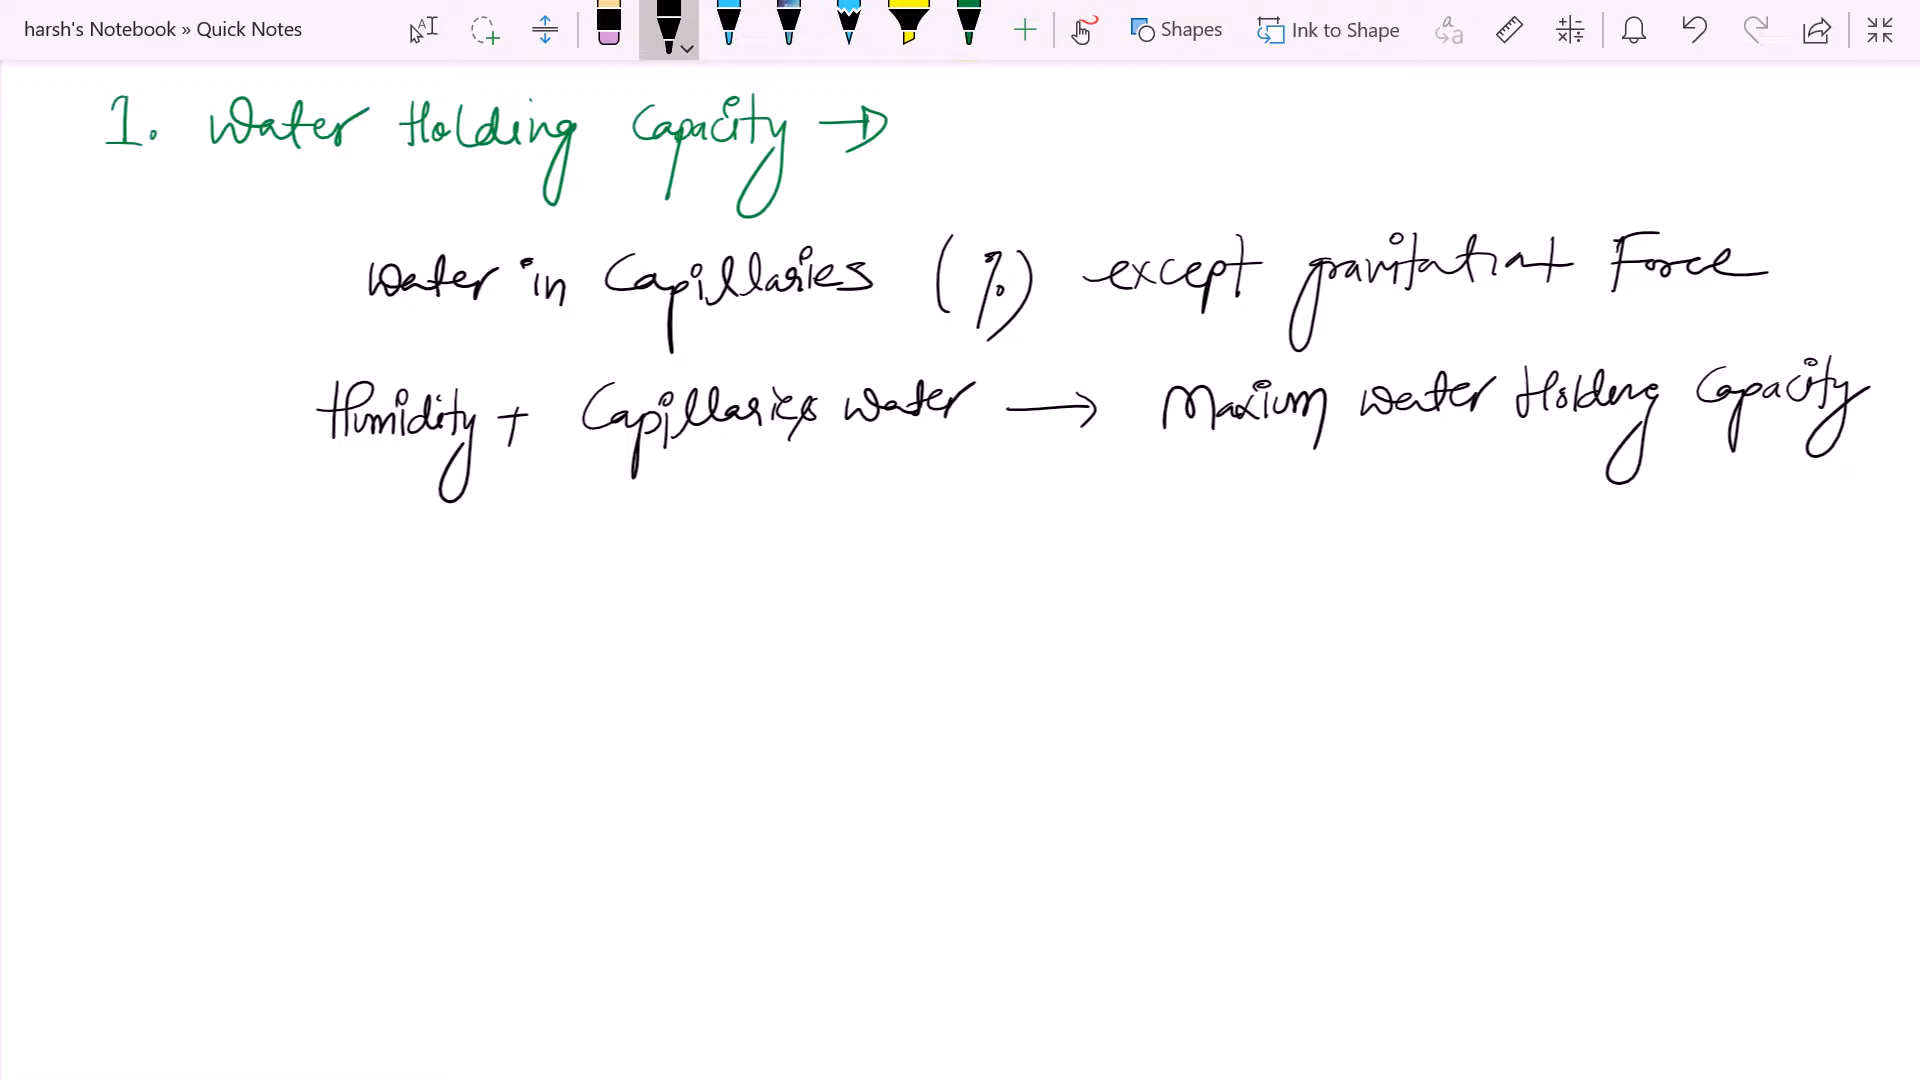 harsh's Notebook » Quick Notes Shapes Ink to Shape
1. Water Holding Capacity →
Water in Capillaries (%) except Force
Humidity + Capillaries water → Maxium Water Holding Capacity